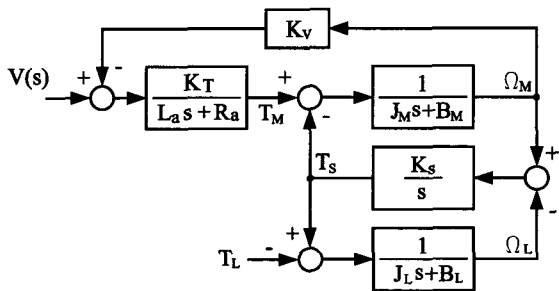 K_V
V(s) + -
K_T
L_a s + R_a
T_M
+ -
1
J_M s + B_M
Ω_M
T_S
K_s
s
+ -
T_L - +
1
J_L s + B_L
Ω_L